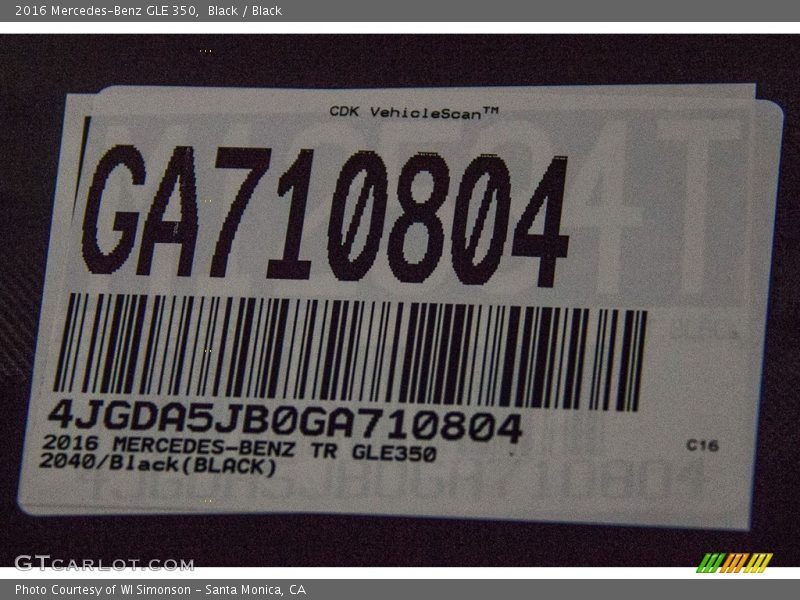 2016 Mercedes-Benz GLE 350,  Black / Black
CDK VehicleScan™
GA710804
4JGDA5JB0GA710804
2016 MERCEDES-BENZ TR GLE350
2040/Black(BLACK)
C16
GTCARLOT.COM
Photo Courtesy of WI Simonson - Santa Monica, CA